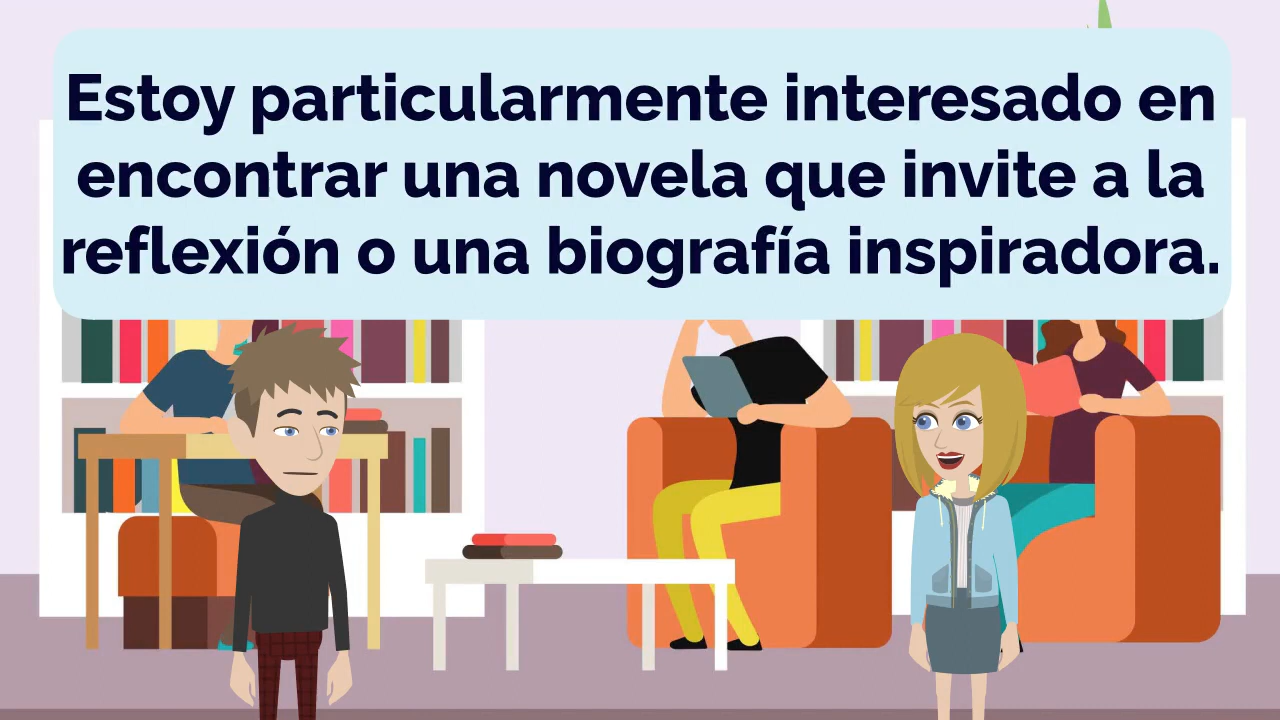 Estoy particularmente interesado en
encontrar una novela que invite a la
reflexión o una biografía inspiradora.